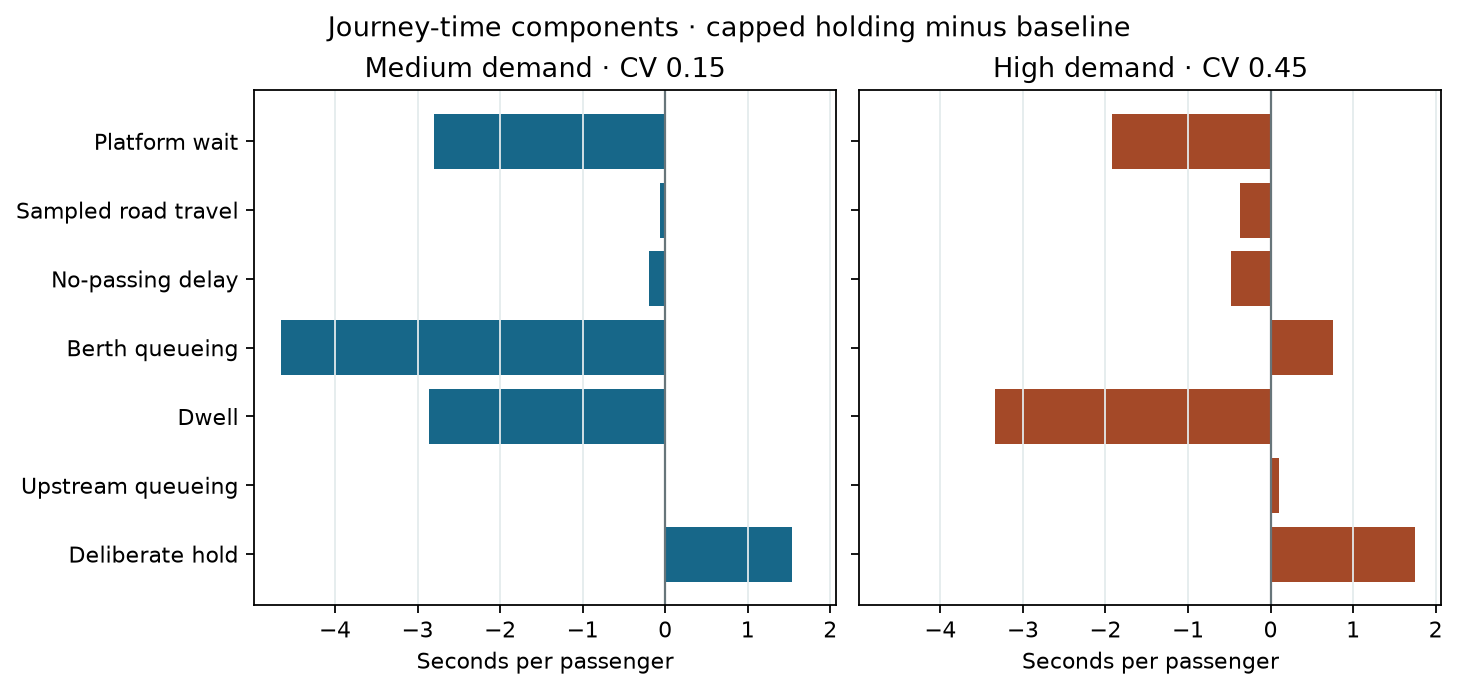 Journey-time components · capped holding minus baseline
Medium demand · CV 0.15
High demand · CV 0.45
Platform wait
Sampled road travel
No-passing delay
Berth queueing
Dwell
Upstream queueing
Deliberate hold
−4 −3 −2 −1 0 1 2
−4 −3 −2 −1 0 1 2
Seconds per passenger
Seconds per passenger